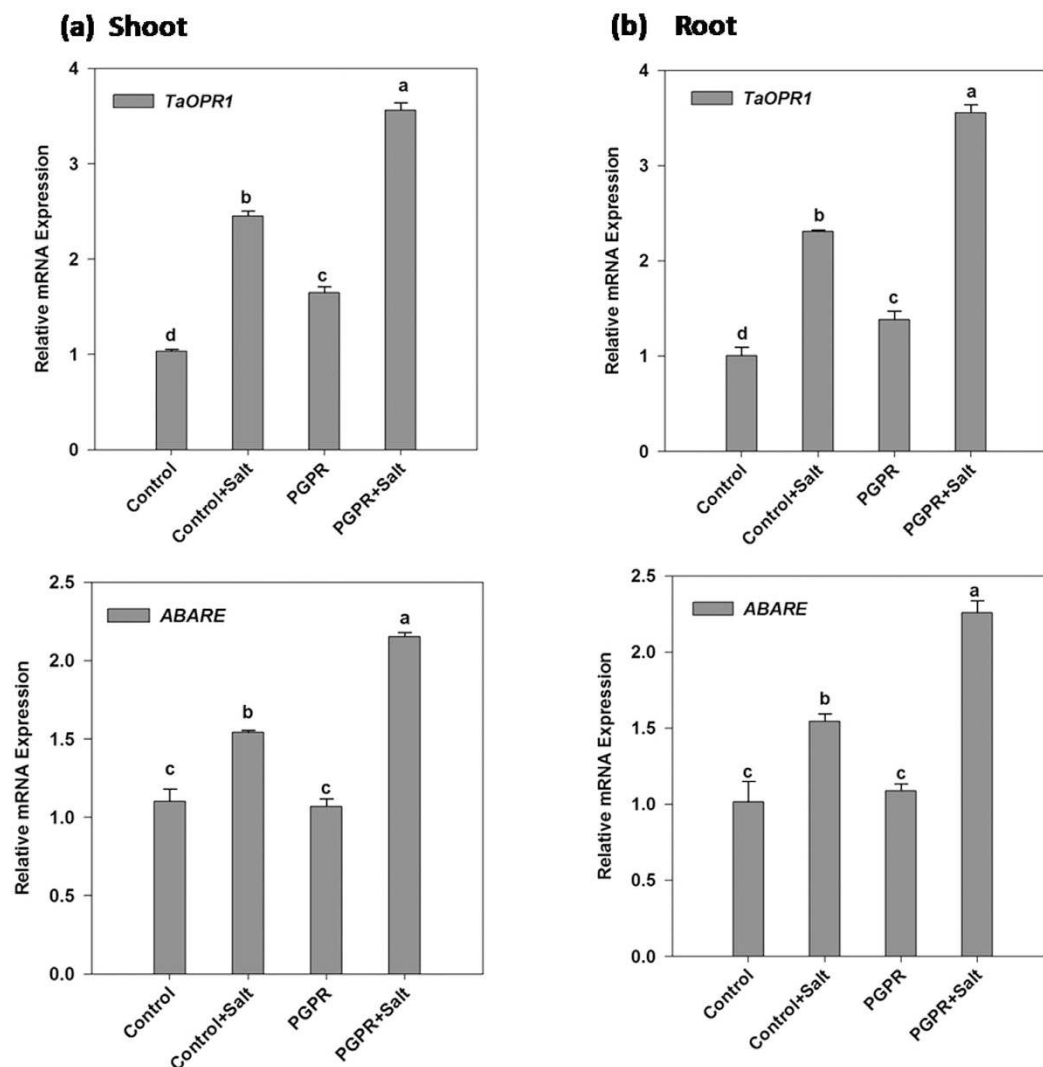 (a) Shoot
4
3
2
1
0
Relative mRNA Expression
TaOPR1
d
b
c
a
Control
Control+Salt
PGPR
PGPR+Salt
(b) Root
4
3
2
1
0
Relative mRNA Expression
TaOPR1
d
b
c
a
Control
Control+Salt
PGPR
PGPR+Salt
2.5
2.0
1.5
1.0
0.5
0.0
Relative mRNA Expression
ABARE
c
b
c
a
Control
Control+Salt
PGPR
PGPR+Salt
2.5
2.0
1.5
1.0
0.5
0.0
Relative mRNA Expression
ABARE
c
b
c
a
Control
Control+Salt
PGPR
PGPR+Salt